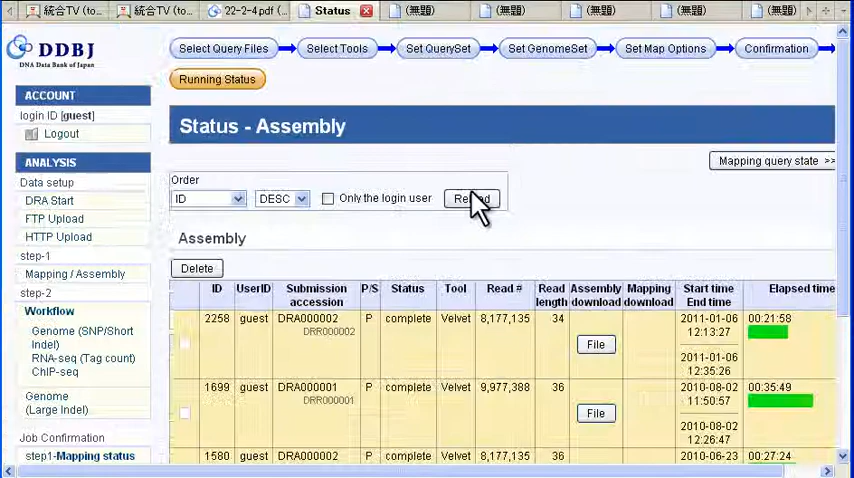 統合TV (to...
統合TV (to...
22-2-4.pdf (...
Status
(無題)
(無題)
(無題)
(無題)
(無題)
DDBJ
DNA Data Bank of Japan
Select Query Files
Select Tools
Set QuerySet
Set GenomeSet
Set Map Options
Confirmation
Running Status
ACCOUNT
login ID [guest]
Logout
ANALYSIS
Data setup
DRA Start
FTP Upload
HTTP Upload
step-1
Mapping / Assembly
step-2
Workflow
Genome (SNP/Short
Indel)
RNA-seq (Tag count)
ChIP-seq
Genome
(Large Indel)
Job Confirmation
step1-Mapping status
Status - Assembly
Mapping query state >>
Order
ID
DESC
Only the login user
Assembly
Delete
ID UserID Submission accession P/S Status Tool Read # Read length Assembly download Mapping download Start time End time Elapsed time
2258 guest DRA000002 P complete Velvet 8,177,135 34 2011-01-06 00:21:58
DRR000002 12:13:27
File
2011-01-06
12:35:26
1699 guest DRA000001 P complete Velvet 9,977,388 36 2010-08-02 00:35:49
DRR000001 11:50:57
File
2010-08-02
12:26:47
1580 guest DRA000002 P complete Velvet 8,177,135 34 2010-06-23 00:27:24